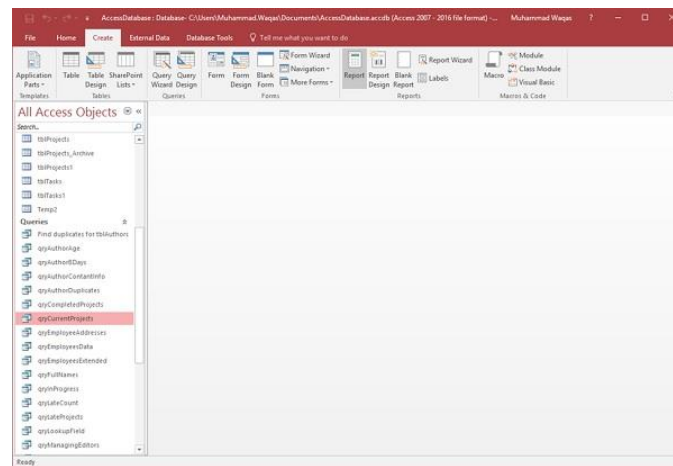 AccessDatabase : Database- C:\Users\Muhammad.Waqas\Documents\AccessDatabase.accdb (Access 2007 - 2016 file format) -... Muhammad Waqas ?
File Home Create External Data Database Tools Tell me what you want to do
Application Parts Table Table Design SharePoint Lists Query Wizard Query Design Form Form Design Blank Form Form Wizard Navigation More Forms Report Report Design Blank Report Report Wizard Labels Macro Module Class Module Visual Basic
Templates Tables Queries Forms Reports Macros & Code
All Access Objects
Search..
tblProjects
tblProjects_Archive
tblProjects1
tblTasks
tblTasks1
Temp2
Queries
Find duplicates for tblAuthors
qryAuthorAge
qryAuthorBDays
qryAuthorContantInfo
qryAuthorDuplicates
qryCompletedProjects
qryCurrentProjects
qryEmployeeAddresses
qryEmployeesData
qryEmployeesExtended
qryFullNames
qryInProgress
qryLateCount
qryLateProjects
qryLookupField
qryManagingEditors
Ready